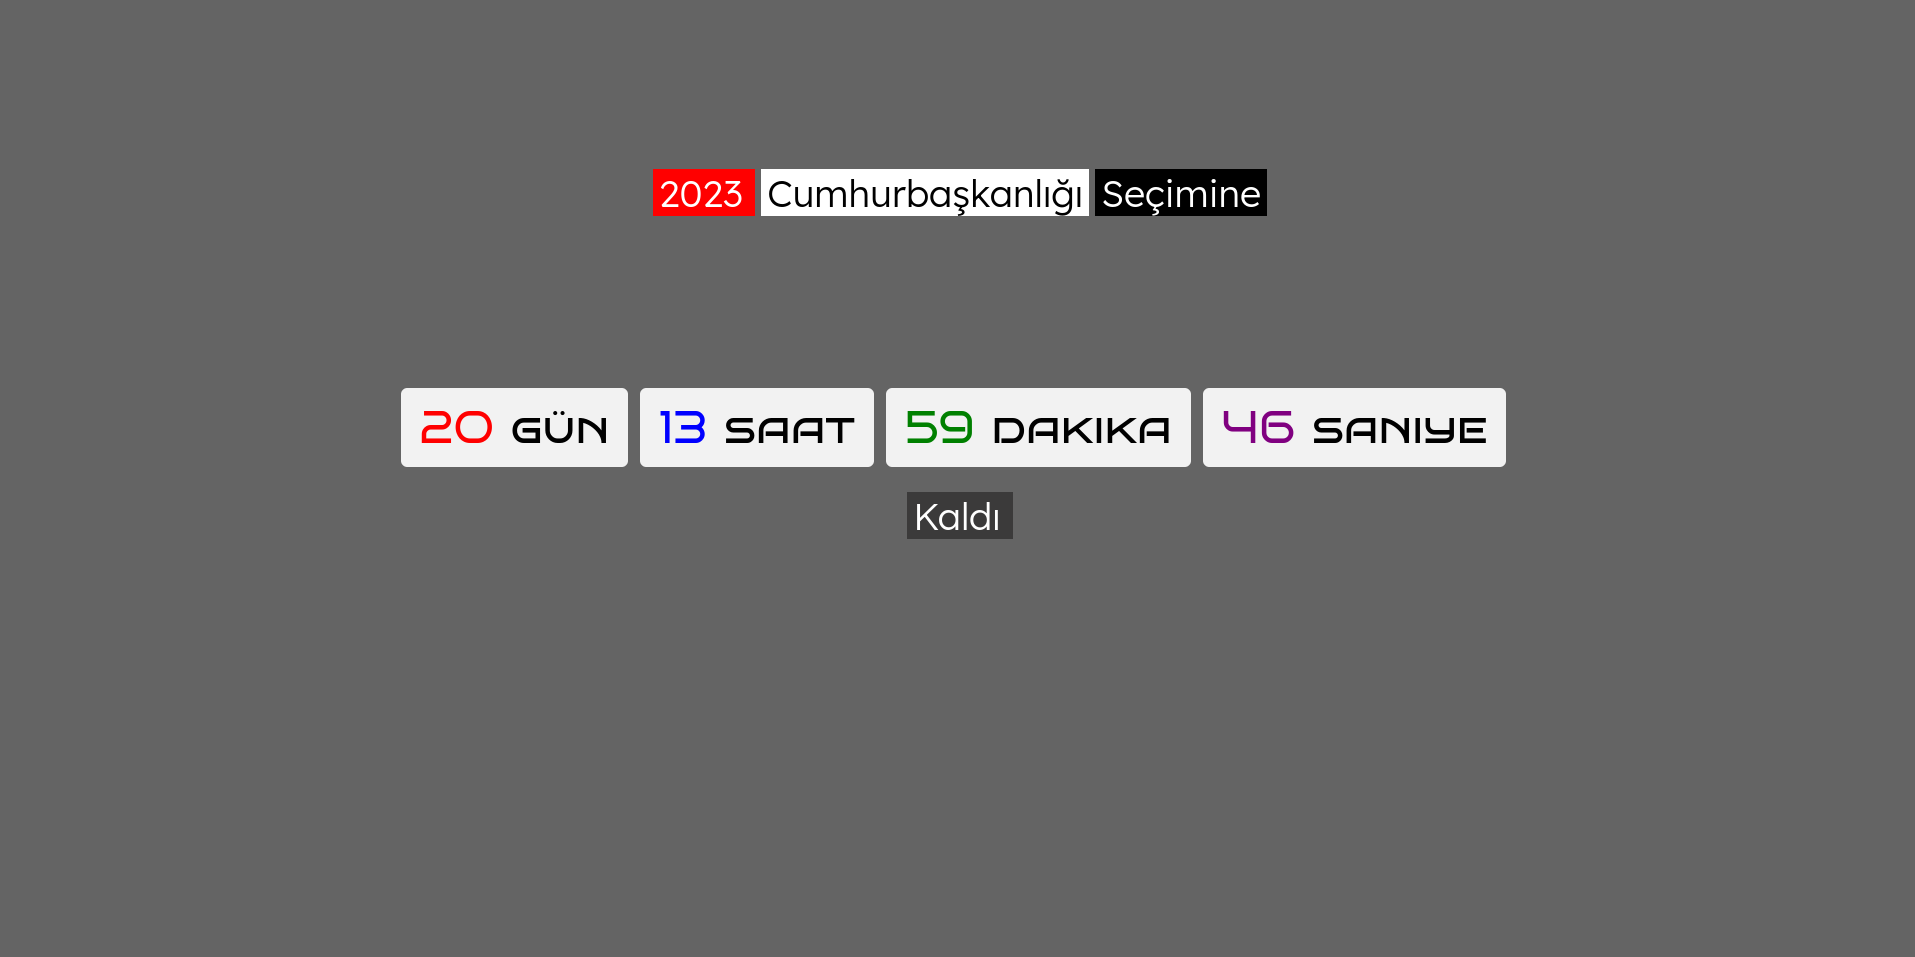 2023 Cumhurbaşkanlığı Seçimine
20 GÜN 13 SAAT 59 DAKIKA 46 SANIYE
Kaldı